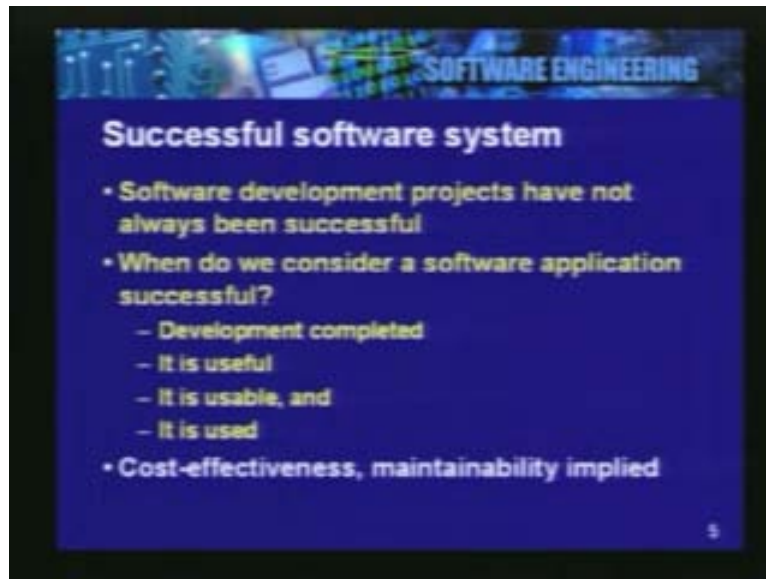 SOFTWARE ENGINEERING
Successful software system
• Software development projects have not
always been successful
• When do we consider a software application
successful?
– Development completed
– It is useful
– It is usable, and
– It is used
• Cost-effectiveness, maintainability implied
5